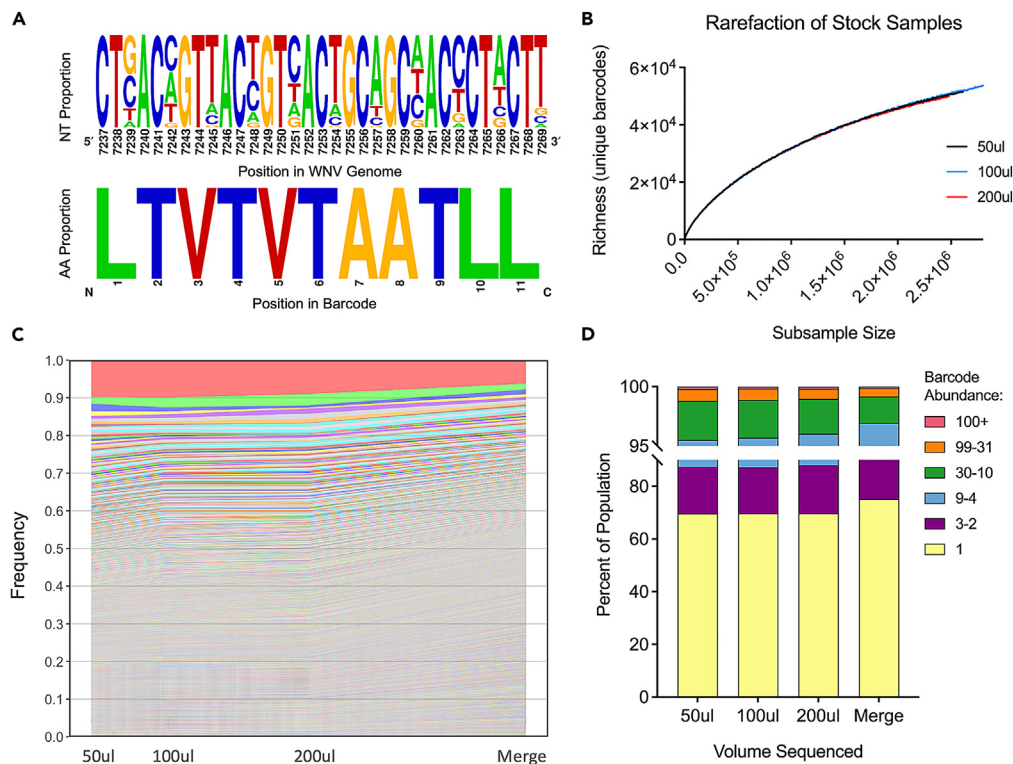 A
NT Proportion
5′
7237 7238 7239 7240 7241 7242 7243 7244 7245 7246 7247 7248 7249 7250 7251 7252 7253 7254 7255 7256 7257 7258 7259 7260 7261 7262 7263 7264 7265 7266 7267 7268 7269
3′
Position in WNV Genome
AA Proportion
LTVTVTAATLL
1 2 3 4 5 6 7 8 9 10 11
N
C
Position in Barcode
B
Rarefaction of Stock Samples
Richness (unique barcodes)
6×10⁴
4×10⁴
2×10⁴
0
0.0
5.0×10⁵
1.0×10⁶
1.5×10⁶
2.0×10⁶
2.5×10⁶
50ul
100ul
200ul
Subsample Size
C
Frequency
1.0
0.9
0.8
0.7
0.6
0.5
0.4
0.3
0.2
0.1
0.0
50ul 100ul 200ul Merge
D
Percent of Population
100
95
80
60
40
20
0
50ul 100ul 200ul Merge
Volume Sequenced
Barcode
Abundance:
100+
99-31
30-10
9-4
3-2
1